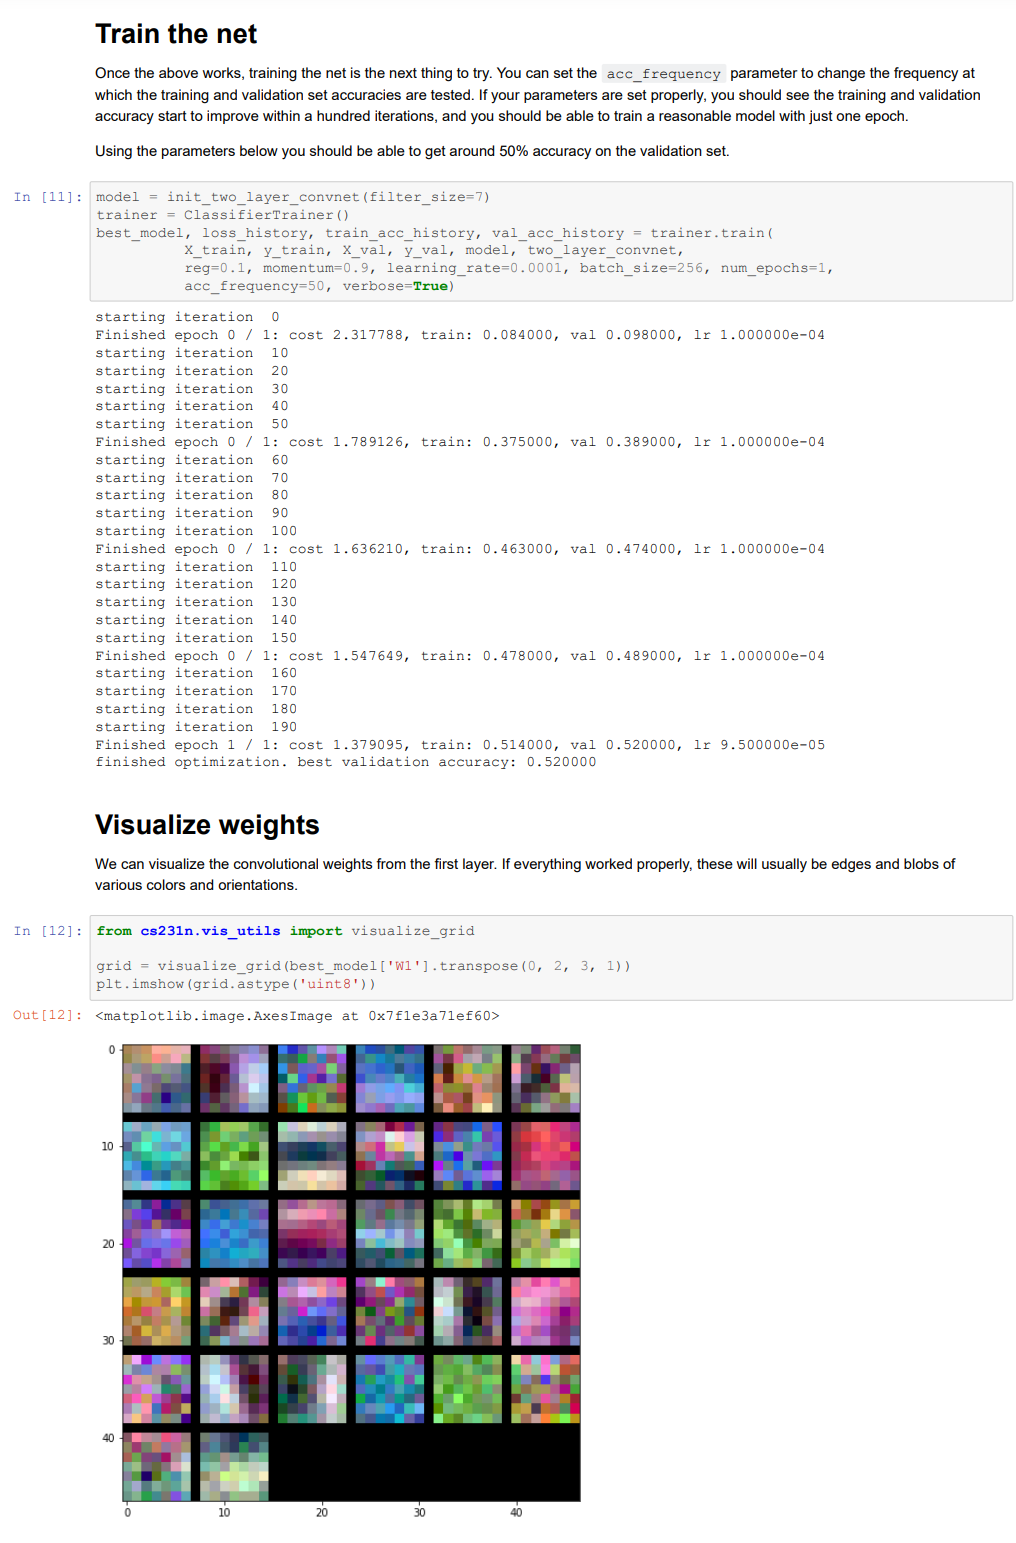 Train the net
Once the above works, training the net is the next thing to try. You can set the acc_frequency parameter to change the frequency at
which the training and validation set accuracies are tested. If your parameters are set properly, you should see the training and validation
accuracy start to improve within a hundred iterations, and you should be able to train a reasonable model with just one epoch.
Using the parameters below you should be able to get around 50% accuracy on the validation set.
In [11]: model = init_two_layer_convnet(filter_size=7)
trainer = ClassifierTrainer()
best_model, loss_history, train_acc_history, val_acc_history = trainer.train(
X_train, y_train, X_val, y_val, model, two_layer_convnet,
reg=0.1, momentum=0.9, learning_rate=0.0001, batch_size=256, num_epochs=1,
acc_frequency=50, verbose=True)
starting iteration 0
Finished epoch 0 / 1: cost 2.317788, train: 0.084000, val 0.098000, lr 1.000000e-04
starting iteration 10
starting iteration 20
starting iteration 30
starting iteration 40
starting iteration 50
Finished epoch 0 / 1: cost 1.789126, train: 0.375000, val 0.389000, lr 1.000000e-04
starting iteration 60
starting iteration 70
starting iteration 80
starting iteration 90
starting iteration 100
Finished epoch 0 / 1: cost 1.636210, train: 0.463000, val 0.474000, lr 1.000000e-04
starting iteration 110
starting iteration 120
starting iteration 130
starting iteration 140
starting iteration 150
Finished epoch 0 / 1: cost 1.547649, train: 0.478000, val 0.489000, lr 1.000000e-04
starting iteration 160
starting iteration 170
starting iteration 180
starting iteration 190
Finished epoch 1 / 1: cost 1.379095, train: 0.514000, val 0.520000, lr 9.500000e-05
finished optimization. best validation accuracy: 0.520000
Visualize weights
We can visualize the convolutional weights from the first layer. If everything worked properly, these will usually be edges and blobs of
various colors and orientations.
In [12]: from cs231n.vis_utils import visualize_grid
grid = visualize_grid(best_model['W1'].transpose(0, 2, 3, 1))
plt.imshow(grid.astype('uint8'))
Out[12]: <matplotlib.image.AxesImage at 0x7f1e3a71ef60>
0
10
20
30
40
0 10 20 30 40